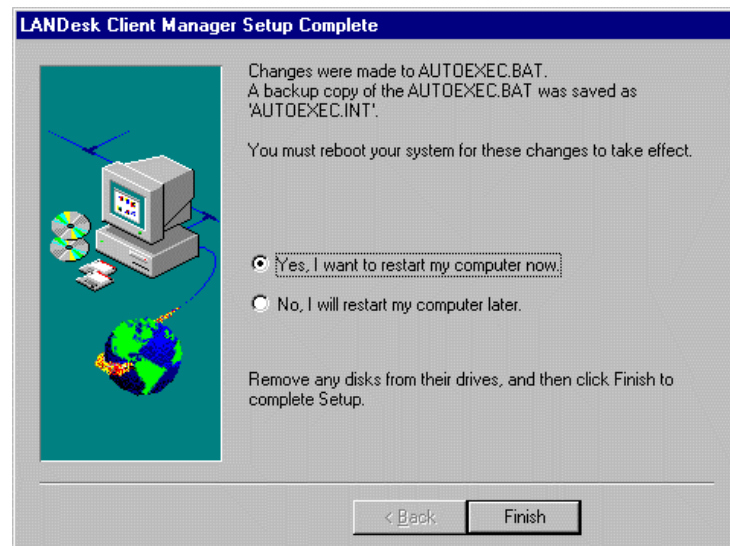 LANDesk Client Manager Setup Complete
Changes were made to AUTOEXEC.BAT.
A backup copy of the AUTOEXEC.BAT was saved as
'AUTOEXEC.INT'.
You must reboot your system for these changes to take effect.
Yes, I want to restart my computer now.
No, I will restart my computer later.
Remove any disks from their drives, and then click Finish to
complete Setup.
< Back
Finish